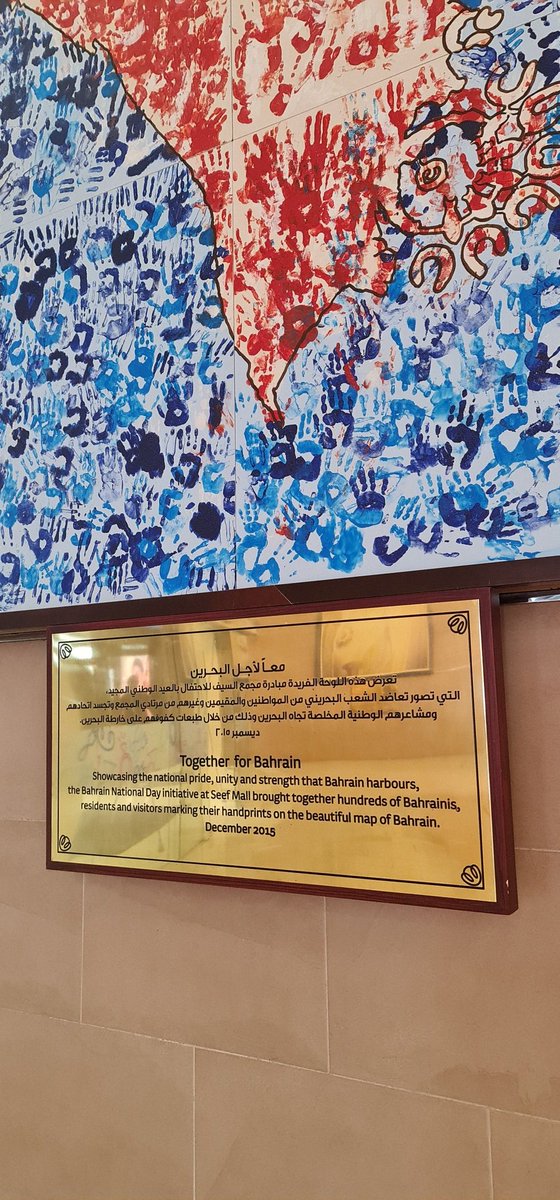 معاً لأجل البحرين
تعرض هذه اللوحة الفريدة مبادرة مجمع السيف للاحتفال بالعيد الوطني المجيد،
التي تصور تعاضد الشعب البحريني من المواطنين والمقيمين وغيرهم من مرتادي المجمع وتجسد اتحادهم
ومشاعرهم الوطنية المخلصة تجاه البحرين وذلك من خلال طبعات كفوفهم على خارطة البحرين.
ديسمبر ٢٠١٥
Together for Bahrain
Showcasing the national pride, unity and strength that Bahrain harbours,
the Bahrain National Day initiative at Seef Mall brought together hundreds of Bahrainis,
residents and visitors marking their handprints on the beautiful map of Bahrain.
December 2015